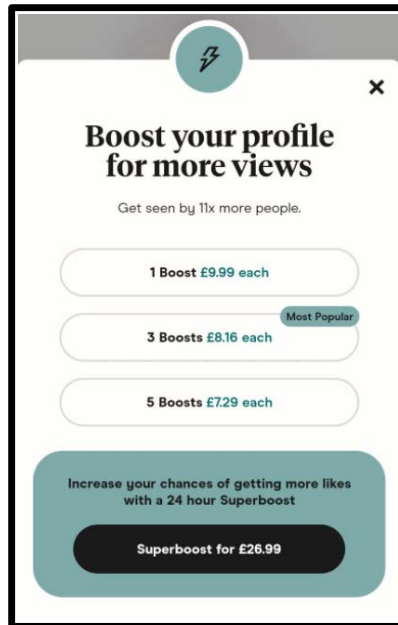 Boost your profile
for more views
Get seen by 11x more people.
1 Boost £9.99 each
Most Popular
3 Boosts £8.16 each
5 Boosts £7.29 each
Increase your chances of getting more likes
with a 24 hour Superboost
Superboost for £26.99